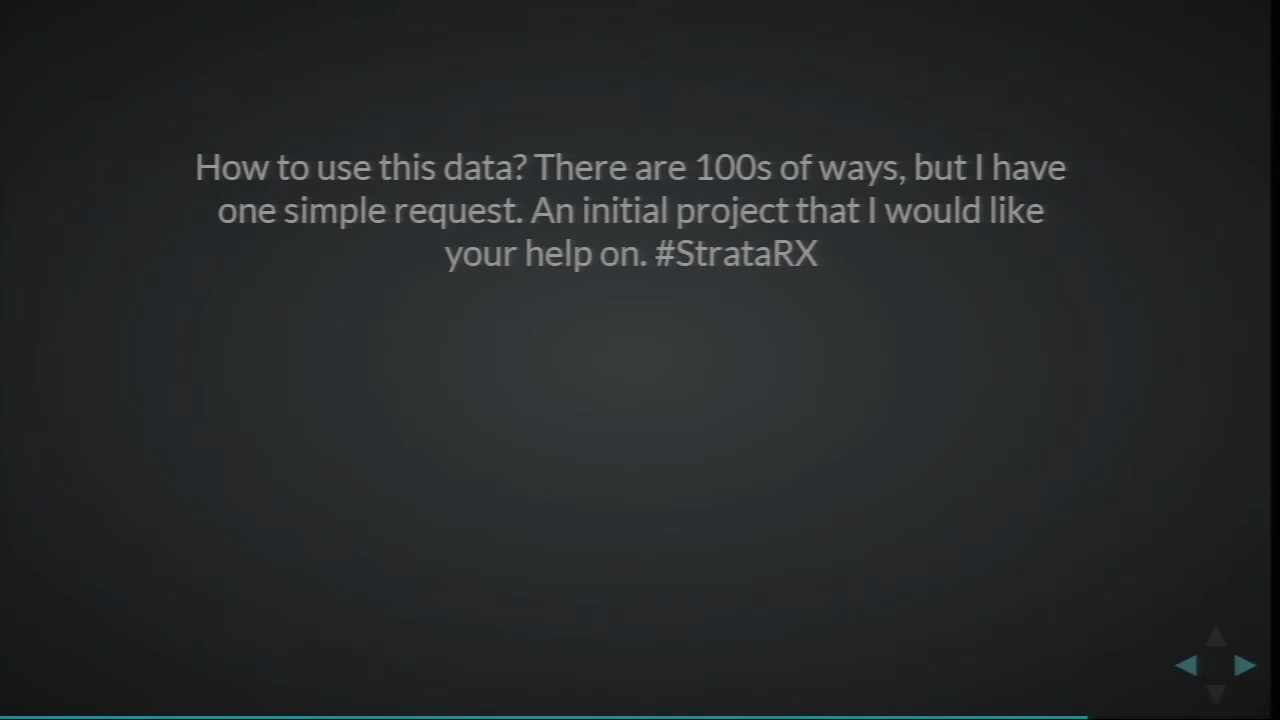 How to use this data? There are 100s of ways, but I have
one simple request. An initial project that I would like
your help on. #StrataRX